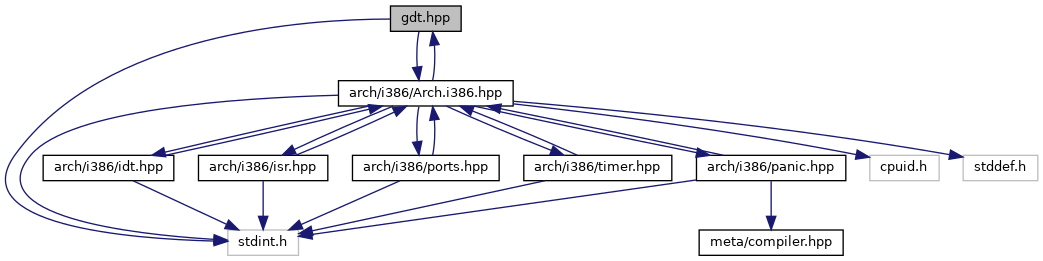 gdt.hpp
arch/i386/Arch.i386.hpp
arch/i386/idt.hpp
arch/i386/isr.hpp
arch/i386/ports.hpp
arch/i386/timer.hpp
arch/i386/panic.hpp
cpuid.h
stddef.h
stdint.h
meta/compiler.hpp